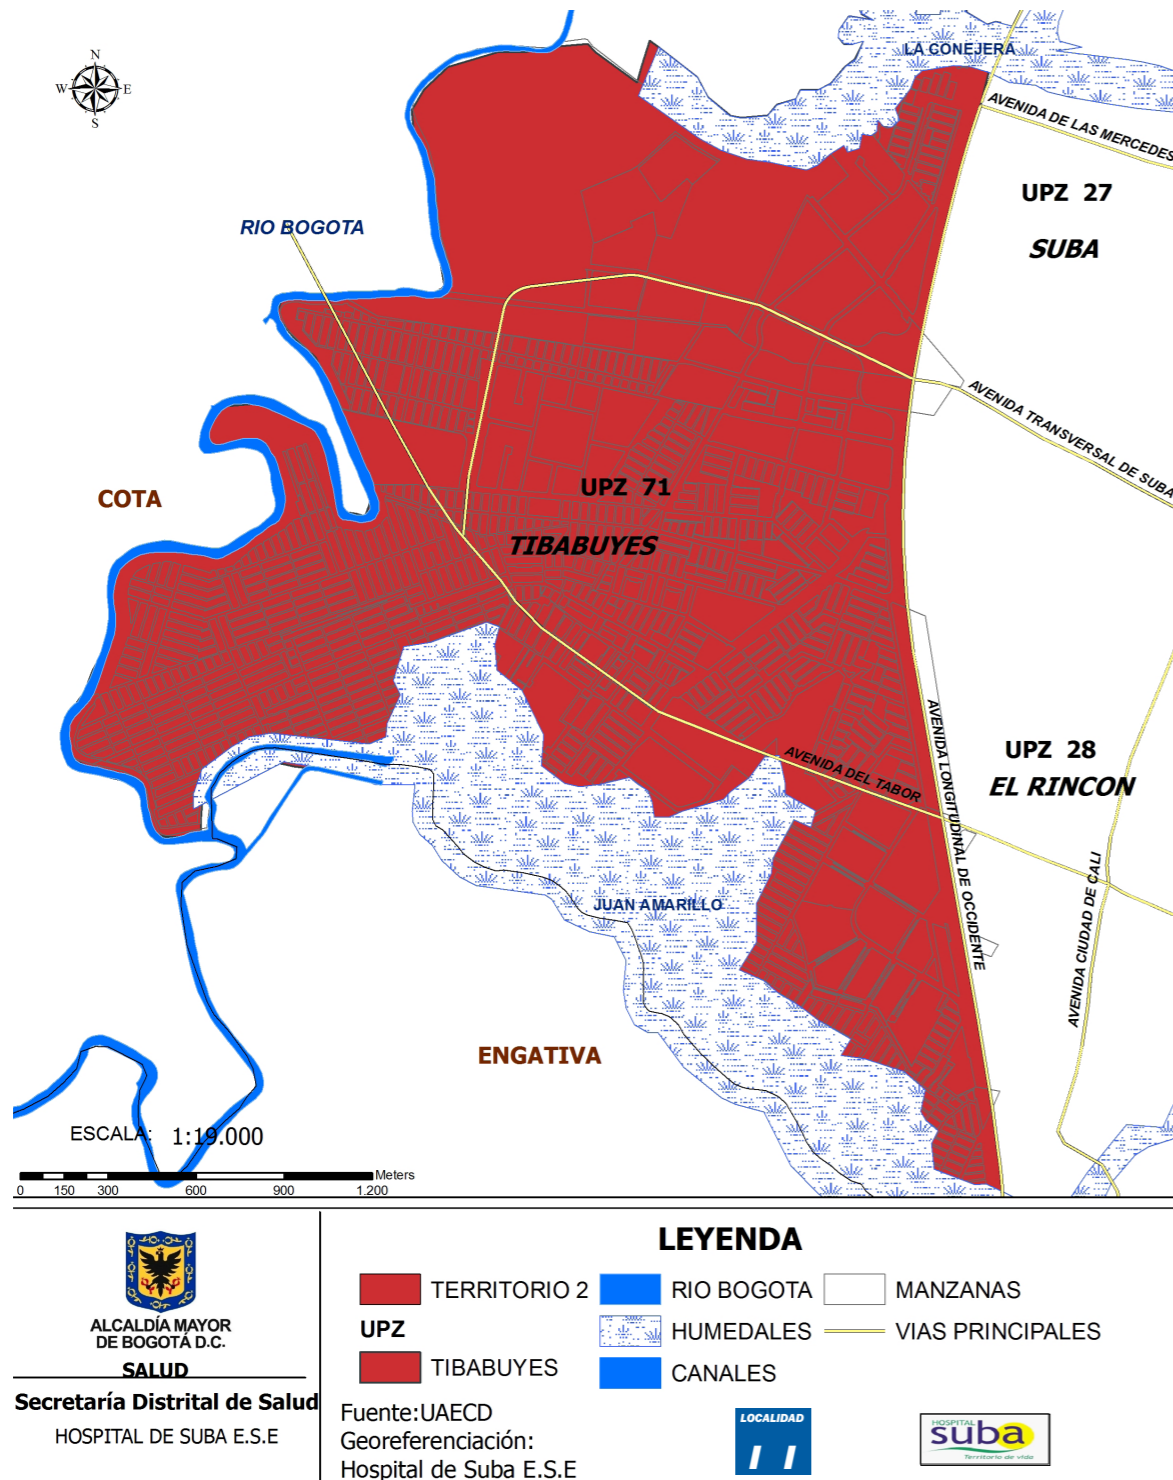 LA CONEJERA
N
W E
S
AVENIDA DE LAS MERCEDES
UPZ 27
SUBA
RIO BOGOTA
AVENIDA TRANSVERSAL DE SUBA
COTA
UPZ 71
TIBABUYES
AVENIDA LONGITUDINAL DE OCCIDENTE
UPZ 28
EL RINCON
AVENIDA DEL TABOR
AVENIDA CIUDAD DE CALI
JUAN AMARILLO
ENGATIVA
ESCALA: 1:19.000
Meters
0 150 300 600 900 1.200
LEYENDA
TERRITORIO 2
RIO BOGOTA
MANZANAS
UPZ
HUMEDALES
VIAS PRINCIPALES
TIBABUYES
CANALES
ALCALDÍA MAYOR
DE BOGOTÁ D.C.
SALUD
Secretaría Distrital de Salud
HOSPITAL DE SUBA E.S.E
Fuente:UAECD
Georeferenciación:
Hospital de Suba E.S.E
LOCALIDAD
11
HOSPITAL
suba
Territorio de vida